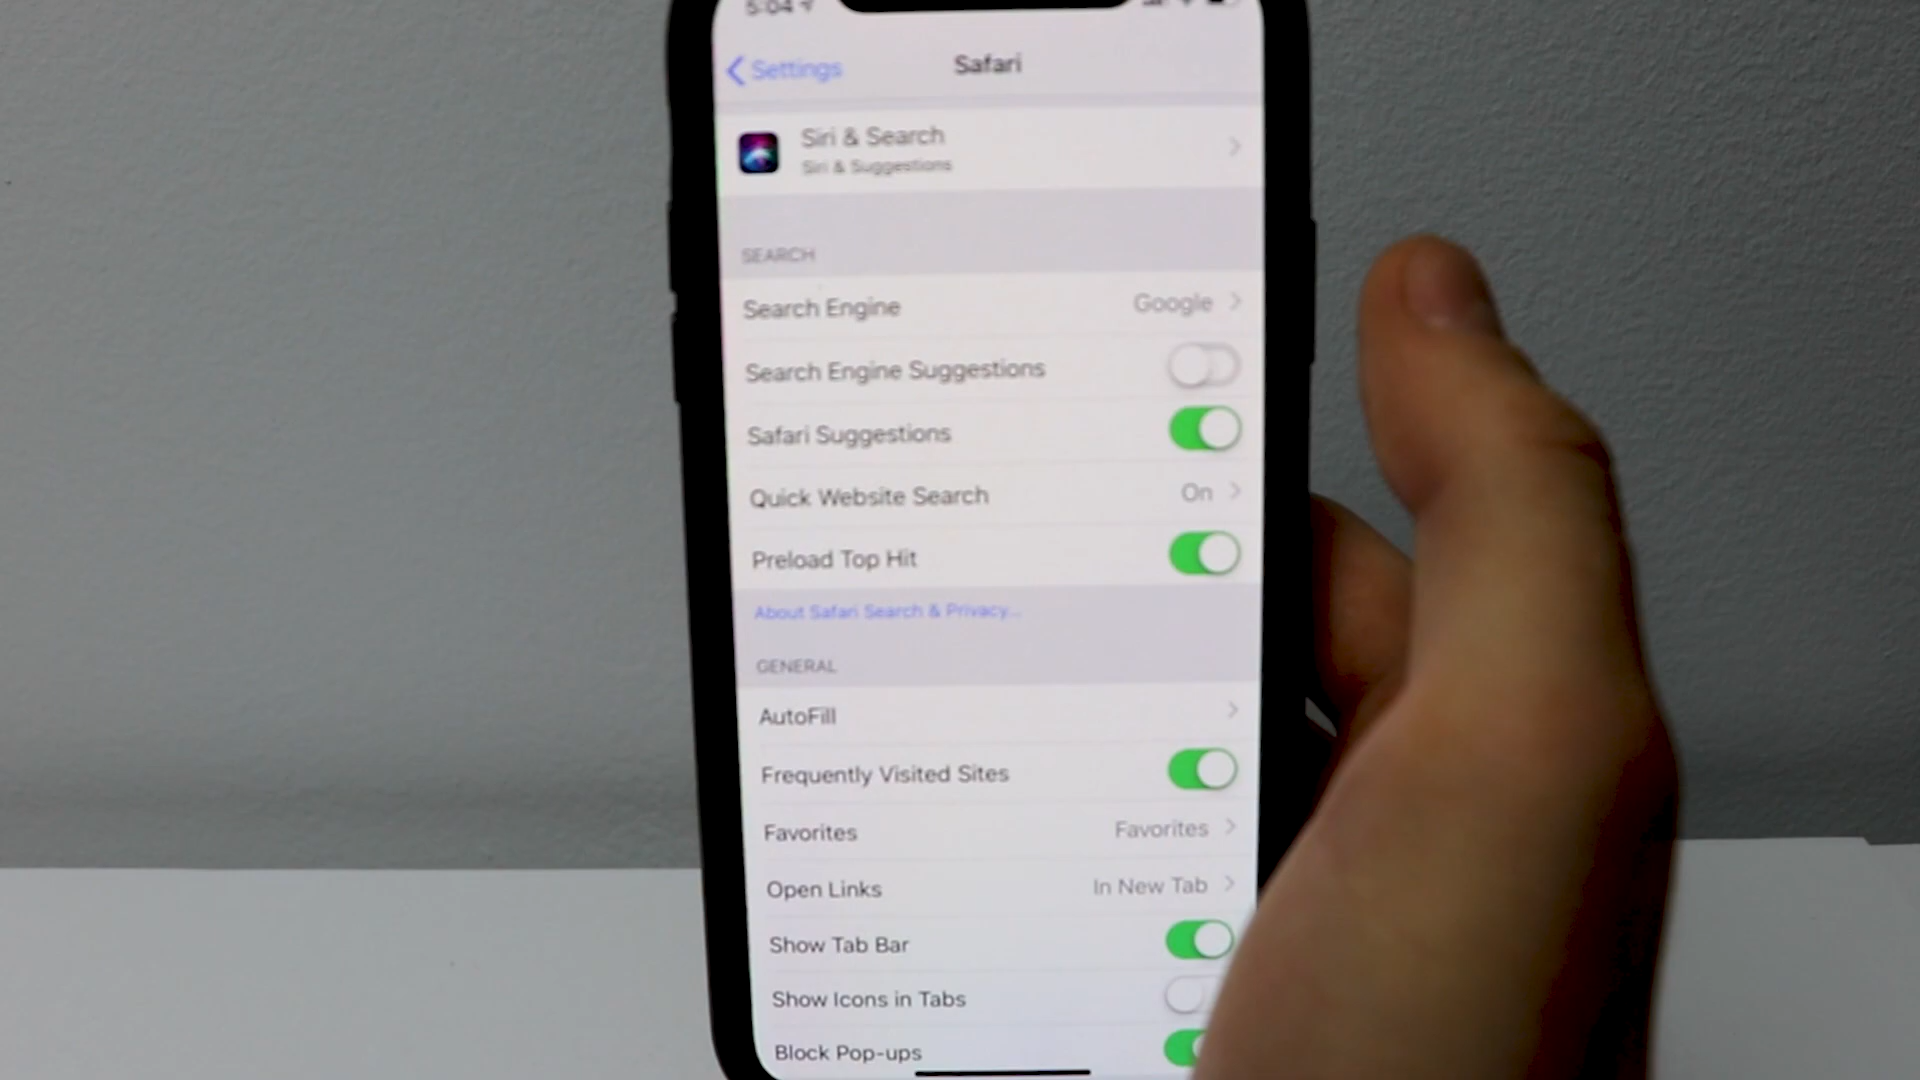 5:04
Settings
Safari
Siri & Search
Siri & Suggestions
SEARCH
Search Engine Google
Search Engine Suggestions
Safari Suggestions
Quick Website Search On
Preload Top Hit
About Safari Search & Privacy...
GENERAL
AutoFill
Frequently Visited Sites
Favorites Favorites
Open Links In New Tab
Show Tab Bar
Show Icons in Tabs
Block Pop-ups